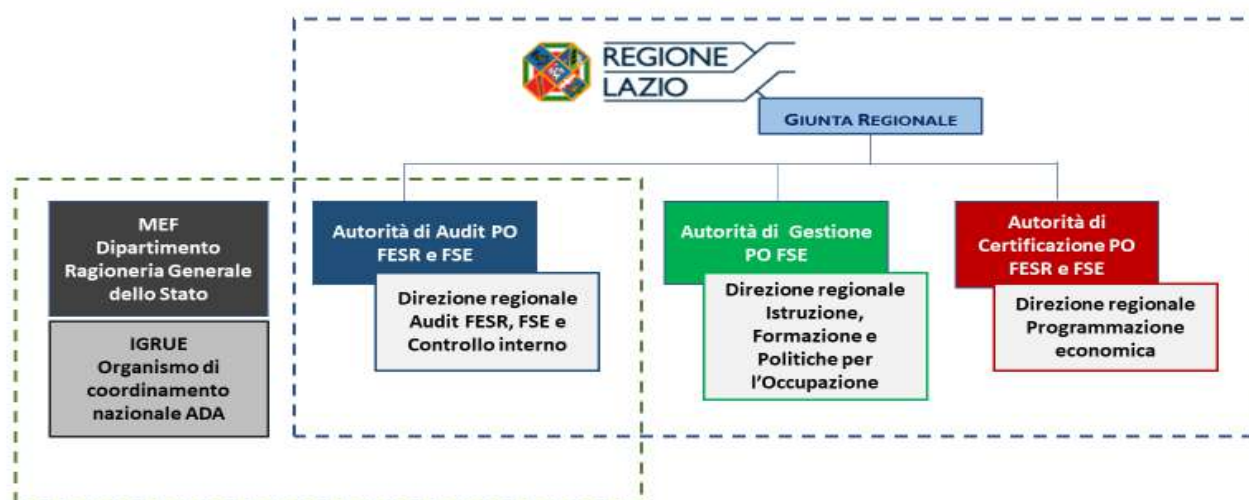 REGIONE
LAZIO
GIUNTA REGIONALE
MEF
Dipartimento
Ragioneria Generale
dello Stato
IGRUE
Organismo di
coordinamento
nazionale ADA
Autorità di Audit PO
FESR e FSE
Direzione regionale
Audit FESR, FSE e
Controllo interno
Autorità di Gestione
PO FSE
Direzione regionale
Istruzione,
Formazione e
Politiche per
l’Occupazione
Autorità di
Certificazione PO
FESR e FSE
Direzione regionale
Programmazione
economica